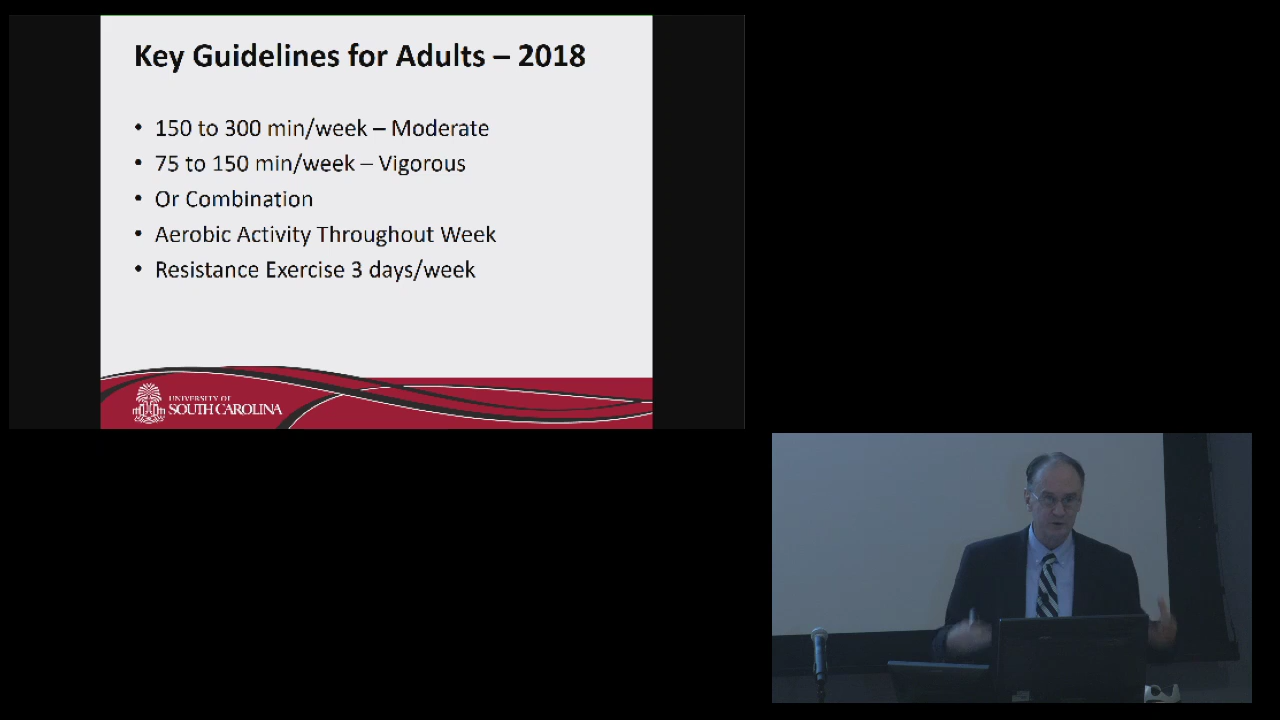 Key Guidelines for Adults – 2018
• 150 to 300 min/week – Moderate
• 75 to 150 min/week – Vigorous
• Or Combination
• Aerobic Activity Throughout Week
• Resistance Exercise 3 days/week
UNIVERSITY OF
SOUTH CAROLINA